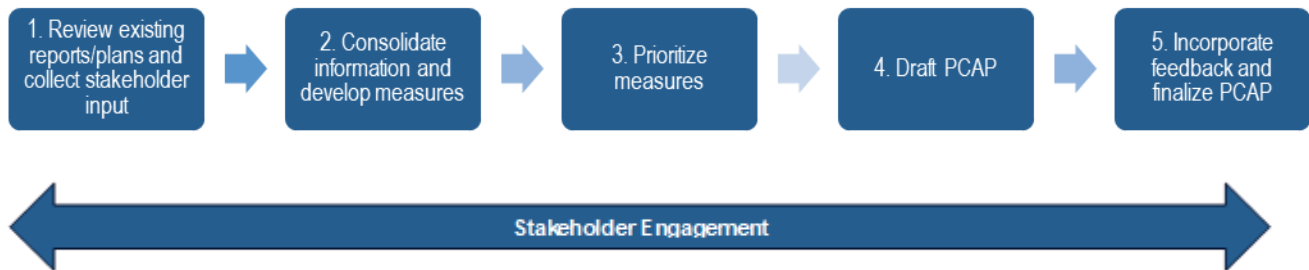 1. Review existing
reports/plans and
collect stakeholder
input
2. Consolidate
information and
develop measures
3. Prioritize
measures
4. Draft PCAP
5. Incorporate
feedback and
finalize PCAP
Stakeholder Engagement